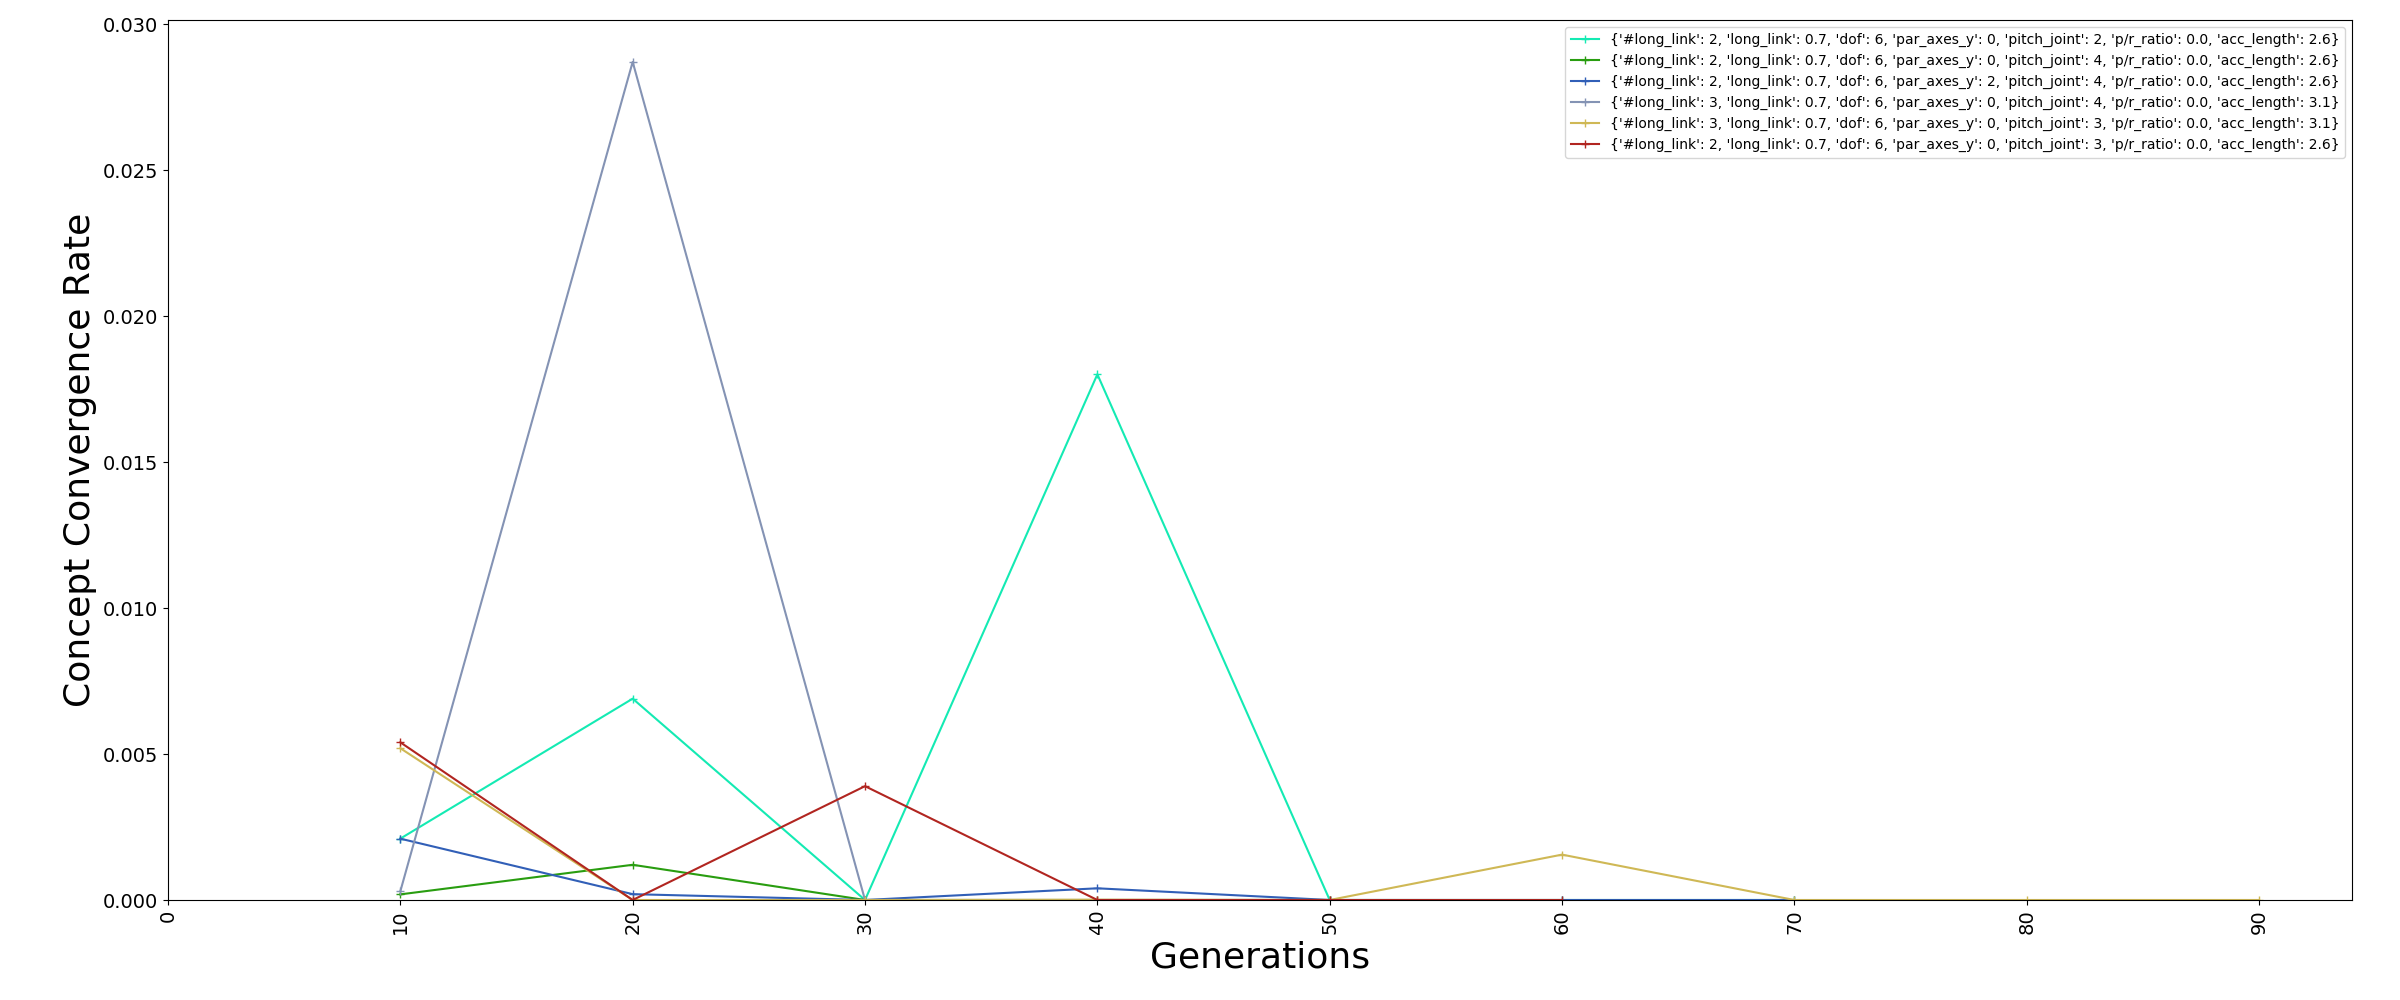 0.030
0.025
0.020
0.015
0.010
0.005
0.000
Concept Convergence Rate
{'#long_link': 2, 'long_link': 0.7, 'dof': 6, 'par_axes_y': 0, 'pitch_joint': 2, 'p/r_ratio': 0.0, 'acc_length': 2.6}
{'#long_link': 2, 'long_link': 0.7, 'dof': 6, 'par_axes_y': 0, 'pitch_joint': 4, 'p/r_ratio': 0.0, 'acc_length': 2.6}
{'#long_link': 2, 'long_link': 0.7, 'dof': 6, 'par_axes_y': 2, 'pitch_joint': 4, 'p/r_ratio': 0.0, 'acc_length': 2.6}
{'#long_link': 3, 'long_link': 0.7, 'dof': 6, 'par_axes_y': 0, 'pitch_joint': 4, 'p/r_ratio': 0.0, 'acc_length': 3.1}
{'#long_link': 3, 'long_link': 0.7, 'dof': 6, 'par_axes_y': 0, 'pitch_joint': 3, 'p/r_ratio': 0.0, 'acc_length': 3.1}
{'#long_link': 2, 'long_link': 0.7, 'dof': 6, 'par_axes_y': 0, 'pitch_joint': 3, 'p/r_ratio': 0.0, 'acc_length': 2.6}
0 10 20 30 40 50 60 70 80 90
Generations